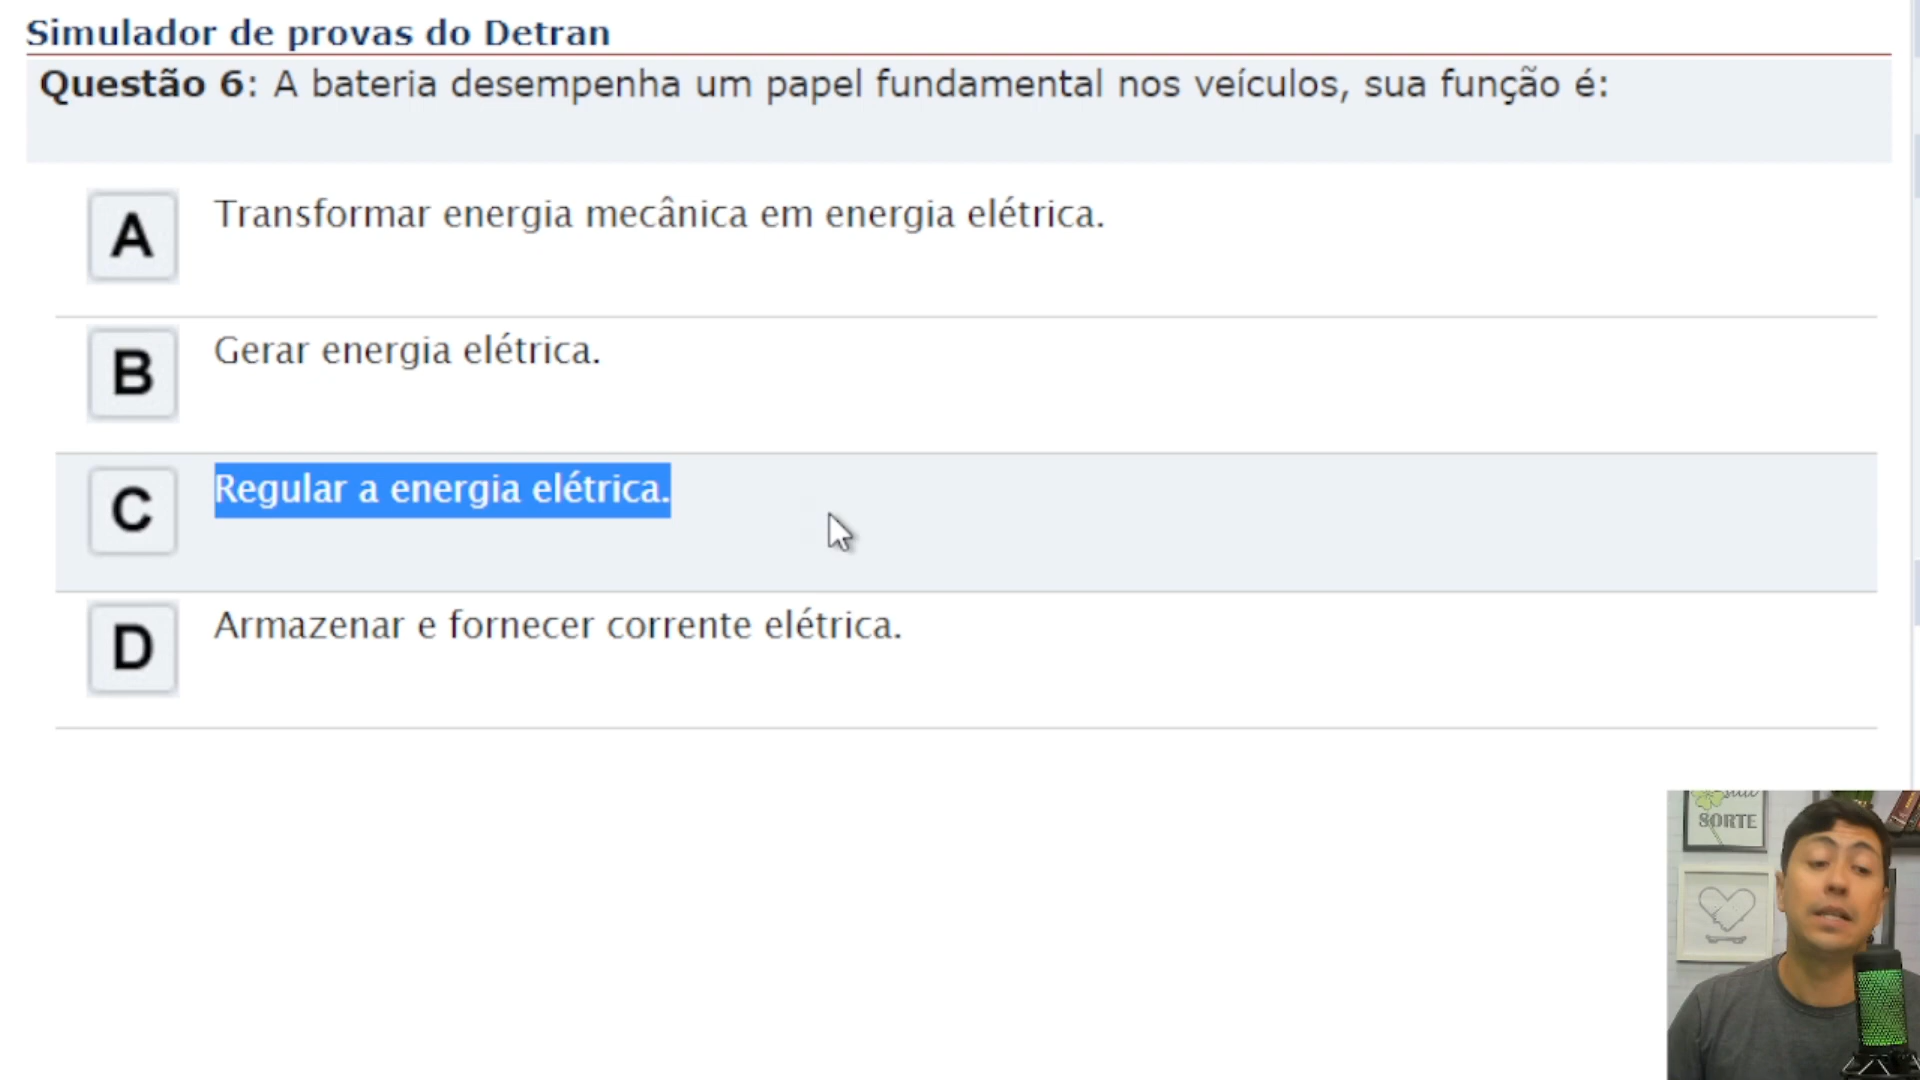 Simulador de provas do Detran
Questão 6: A bateria desempenha um papel fundamental nos veículos, sua função é:
A Transformar energia mecânica em energia elétrica.
B Gerar energia elétrica.
C Regular a energia elétrica.
D Armazenar e fornecer corrente elétrica.
SORTE